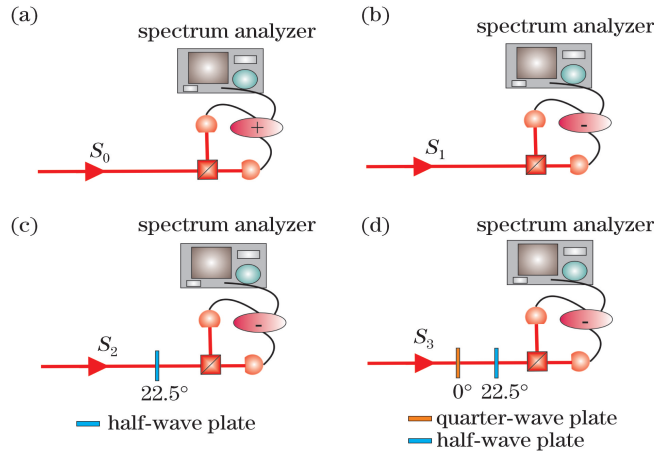 (a)
spectrum analyzer
+
S0
(b)
spectrum analyzer
-
S1
(c)
spectrum analyzer
-
S2
22.5°
half-wave plate
(d)
spectrum analyzer
-
S3
0° 22.5°
quarter-wave plate
half-wave plate